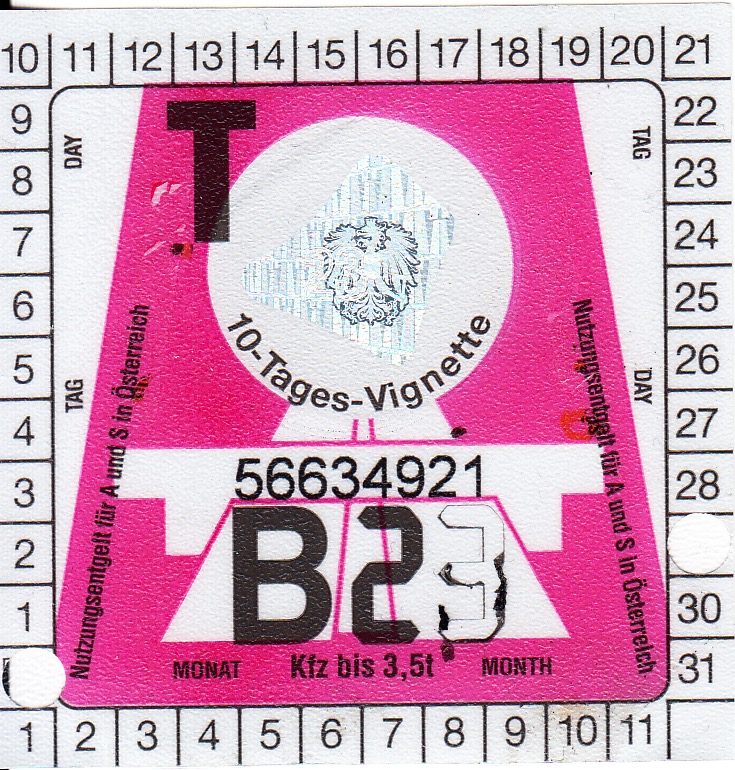 10 11 12 13 14 15 16 17 18 19 20 21
9 22
8 23
7 24
6 25
5 26
4 27
3 28
2
1 30
31
1 2 3 4 5 6 7 8 9 10 11
DAY
TAG
T
10-Tages-Vignette
TAG
DAY
Nutzungsentgelt für A und S in Österreich
Nutzungsentgelt für A und S in Österreich
56634921
B23
MONAT Kfz bis 3,5t MONTH